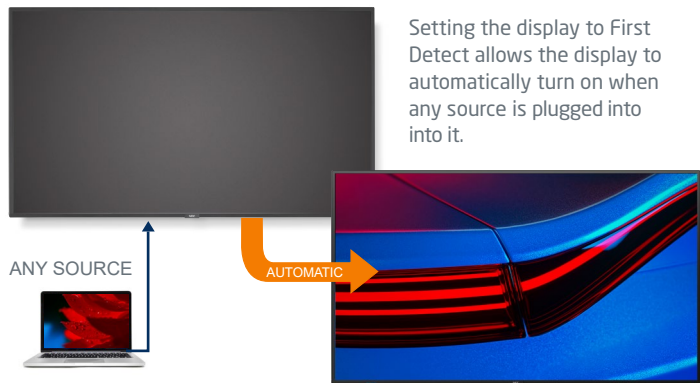 Setting the display to First
Detect allows the display to
automatically turn on when
any source is plugged into
into it.
ANY SOURCE
AUTOMATIC